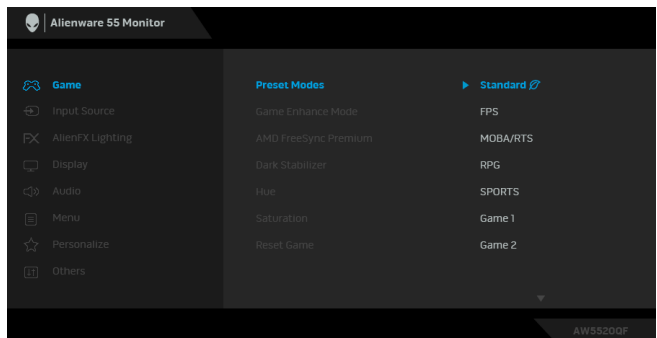 Alienware 55 Monitor
Game Preset Modes Standard
Input Source Game Enhance Mode FPS
FX AlienFX Lighting AMD FreeSync Premium MOBA/RTS
Display Dark Stabilizer RPG
Audio Hue SPORTS
Menu Saturation Game 1
Personalize Reset Game Game 2
Others
AW5520QF